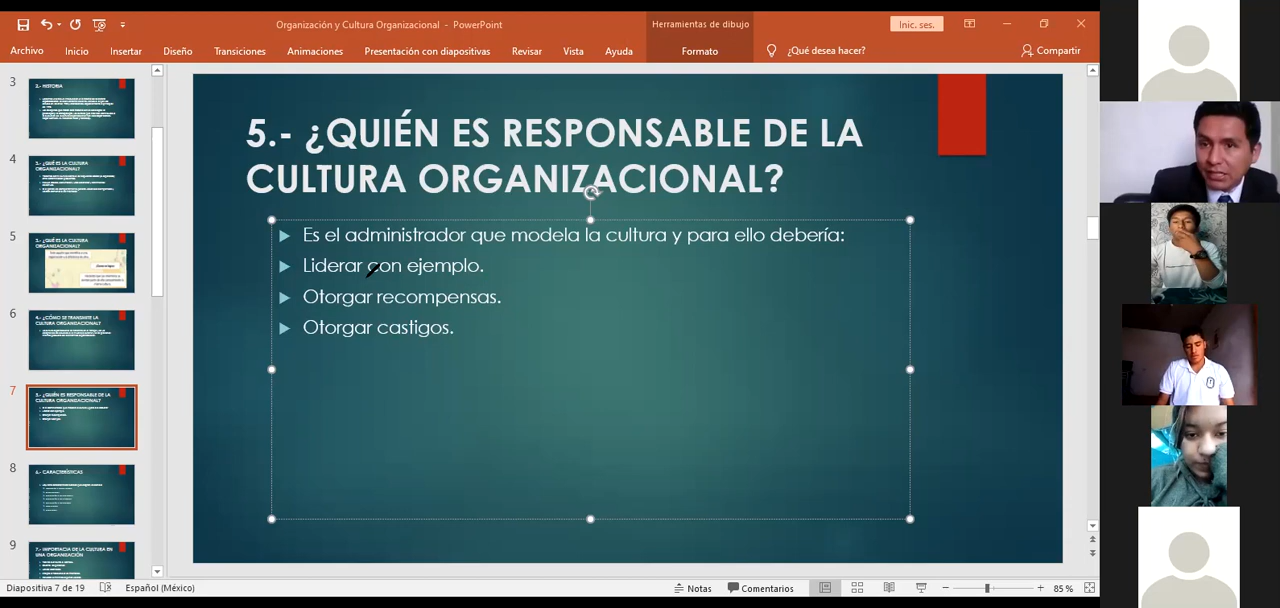 Organización y Cultura Organizacional - PowerPoint
Herramientas de dibujo
Inic. ses.
Archivo
Inicio
Insertar
Diseño
Transiciones
Animaciones
Presentación con diapositivas
Revisar
Vista
Ayuda
Formato
¿Qué desea hacer?
Compartir
3
2.- HISTORIA
4
3.- ¿QUÉ ES LA CULTURA
ORGANIZACIONAL?
5
3.- ¿QUÉ ES LA CULTURA
ORGANIZACIONAL?
6
4.- ¿CÓMO SE TRANSMITE LA
CULTURA ORGANIZACIONAL?
7
5.- ¿QUIÉN ES RESPONSABLE DE LA
CULTURA ORGANIZACIONAL?
8
6.- CARACTERÍSTICAS
9
7.- IMPORTACIA DE LA CULTURA EN
UNA ORGANIZACIÓN
5.- ¿QUIÉN ES RESPONSABLE DE LA
CULTURA ORGANIZACIONAL?
Es el administrador que modela la cultura y para ello debería:
Liderar con ejemplo.
Otorgar recompensas.
Otorgar castigos.
Diapositiva 7 de 19
Español (México)
Notas
Comentarios
85 %